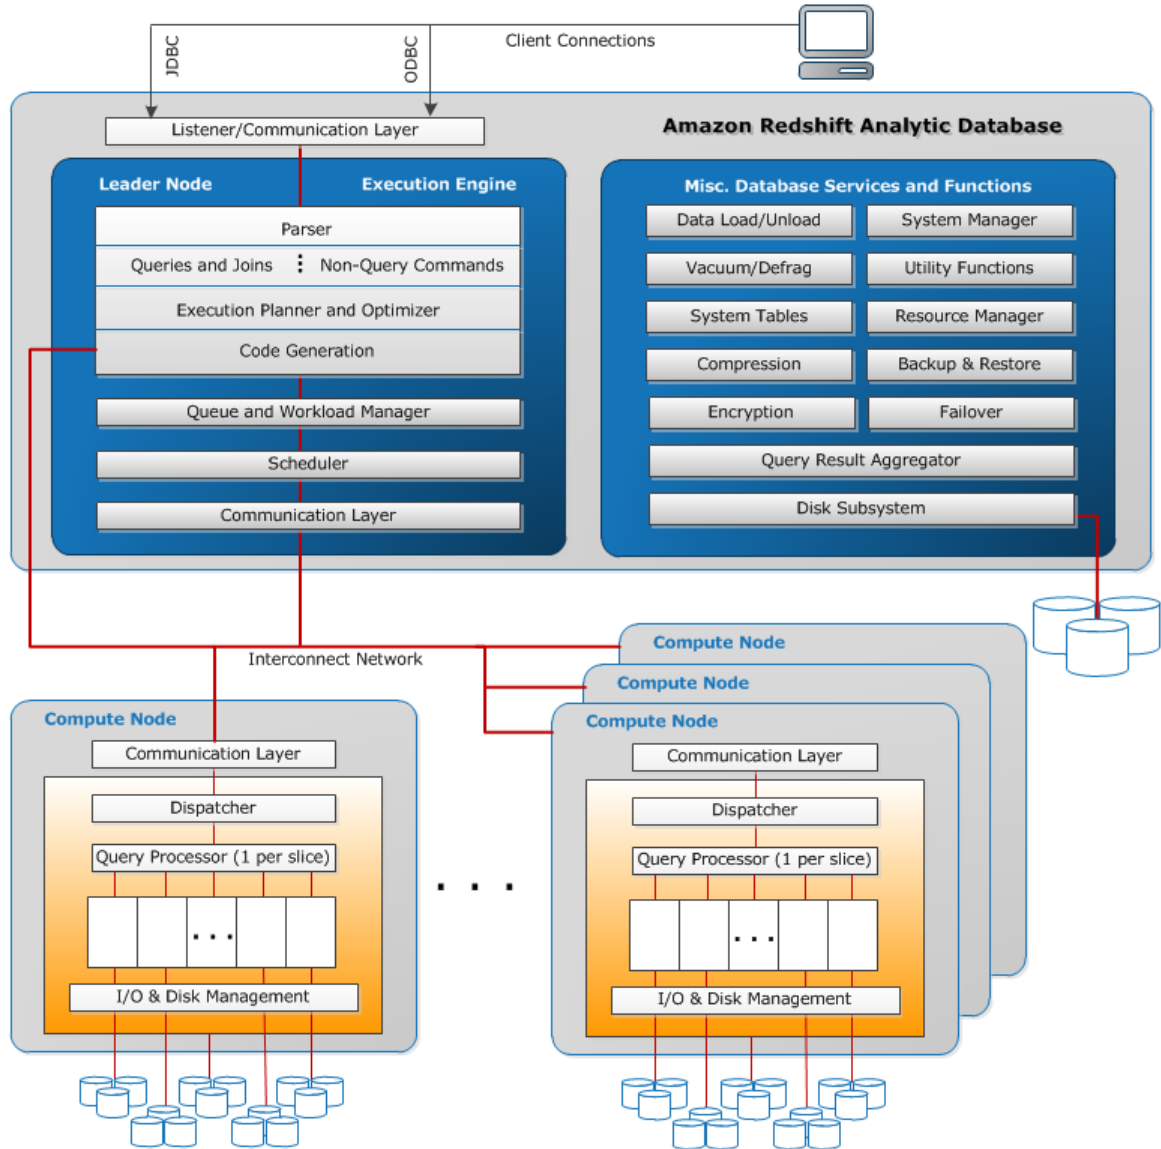 Client Connections
JDBC
ODBC
Listener/Communication Layer
Amazon Redshift Analytic Database
Leader Node
Execution Engine
Parser
Queries and Joins
Non-Query Commands
Execution Planner and Optimizer
Code Generation
Queue and Workload Manager
Scheduler
Communication Layer
Misc. Database Services and Functions
Data Load/Unload
System Manager
Vacuum/Defrag
Utility Functions
System Tables
Resource Manager
Compression
Backup & Restore
Encryption
Failover
Query Result Aggregator
Disk Subsystem
Interconnect Network
Compute Node
Compute Node
Compute Node
Compute Node
Communication Layer
Dispatcher
Query Processor (1 per slice)
. . .
I/O & Disk Management
. . .
Communication Layer
Dispatcher
Query Processor (1 per slice)
. . .
I/O & Disk Management